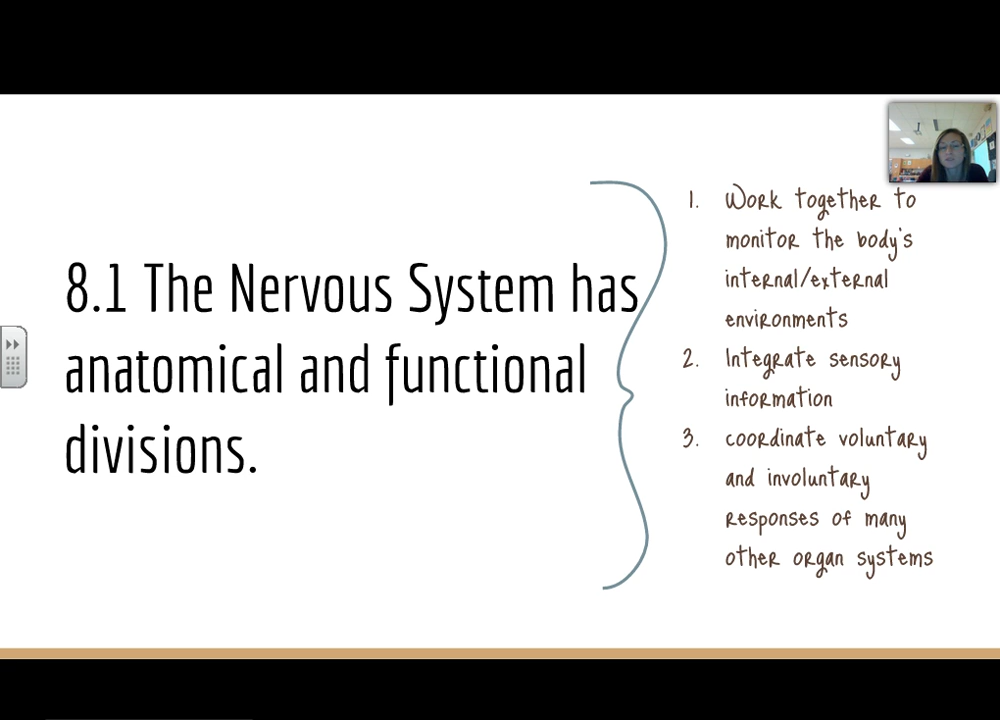 8.1 The Nervous System has
anatomical and functional
divisions.
1. Work together to
monitor the body's
internal/external
environments
2. Integrate sensory
information
3. coordinate voluntary
and involuntary
responses of many
other organ systems